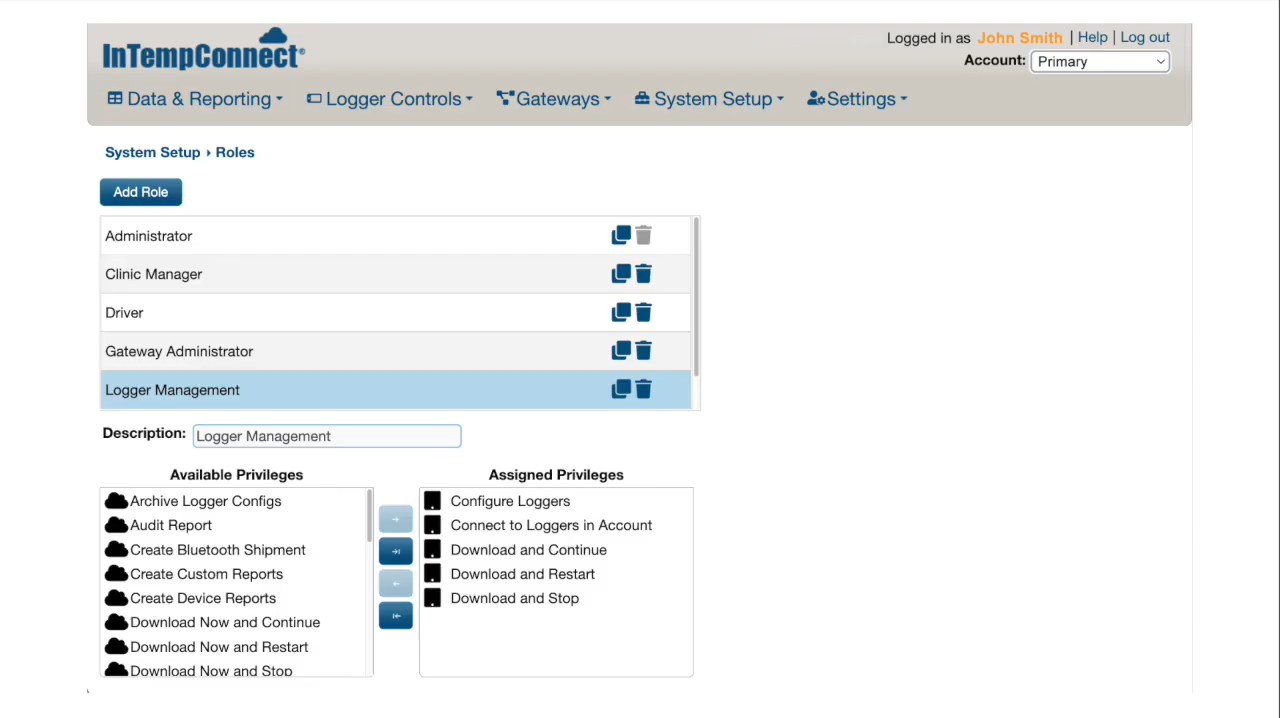 InTempConnect®
Logged in as John Smith | Help | Log out
Account: Primary
Data & Reporting Logger Controls Gateways System Setup Settings
System Setup › Roles
Add Role
Administrator
Clinic Manager
Driver
Gateway Administrator
Logger Management
Description: Logger Management
Available Privileges Assigned Privileges
Archive Logger Configs Configure Loggers
Audit Report Connect to Loggers in Account
Create Bluetooth Shipment Download and Continue
Create Custom Reports Download and Restart
Create Device Reports Download and Stop
Download Now and Continue
Download Now and Restart
Download Now and Stop